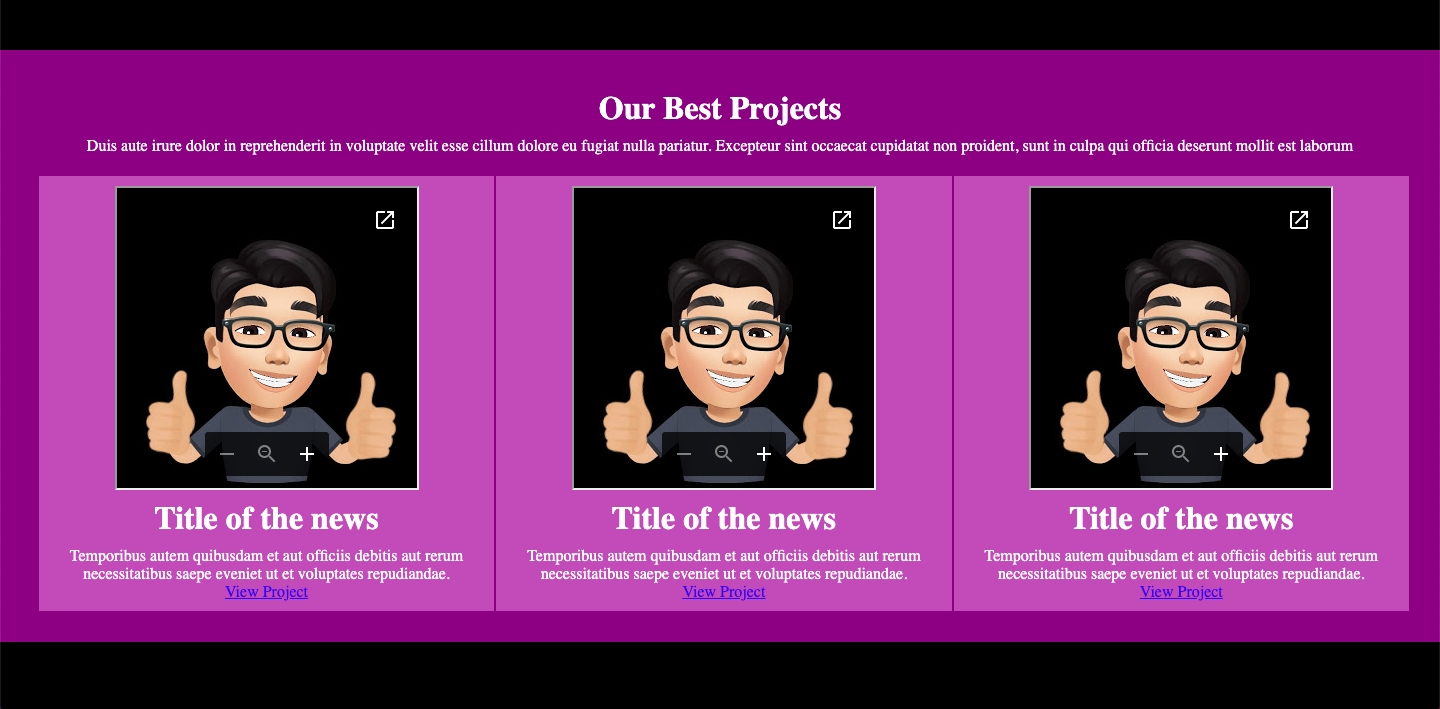 Our Best Projects
Duis aute irure dolor in reprehenderit in voluptate velit esse cillum dolore eu fugiat nulla pariatur. Excepteur sint occaecat cupidatat non proident, sunt in culpa qui officia deserunt mollit est laborum
Title of the news
Temporibus autem quibusdam et aut officiis debitis aut rerum
necessitatibus saepe eveniet ut et voluptates repudiandae.
View Project
Title of the news
Temporibus autem quibusdam et aut officiis debitis aut rerum
necessitatibus saepe eveniet ut et voluptates repudiandae.
View Project
Title of the news
Temporibus autem quibusdam et aut officiis debitis aut rerum
necessitatibus saepe eveniet ut et voluptates repudiandae.
View Project